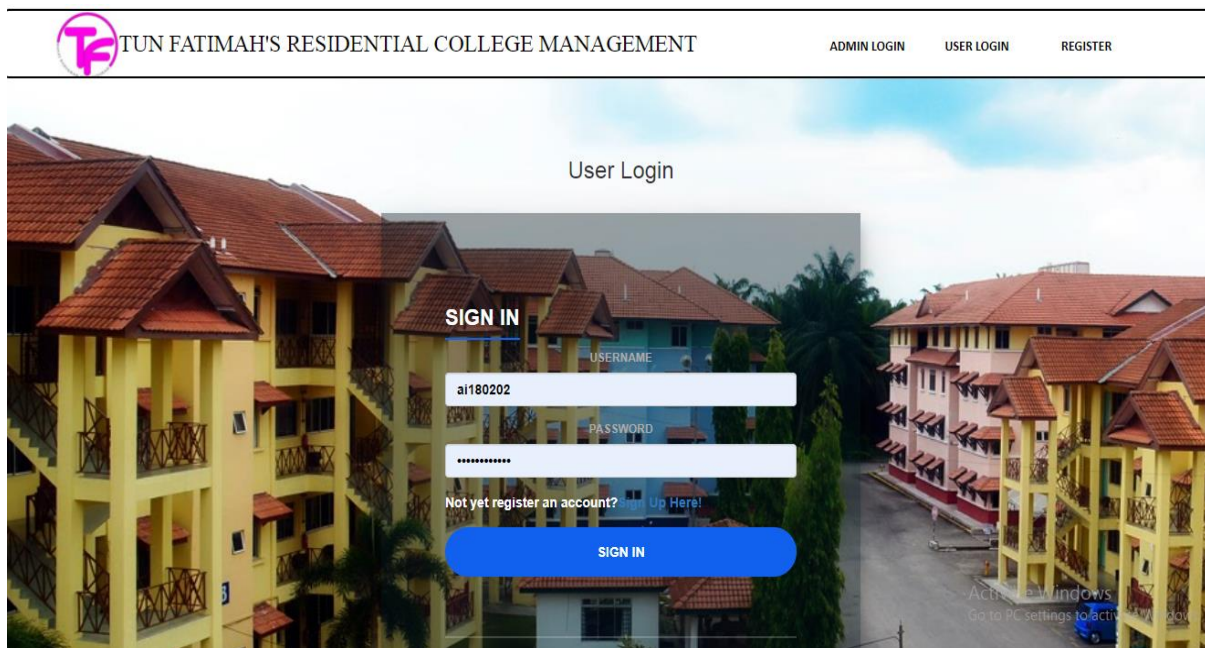 TF TUN FATIMAH'S RESIDENTIAL COLLEGE MANAGEMENT ADMIN LOGIN USER LOGIN REGISTER
User Login
SIGN IN
USERNAME
ai180202
PASSWORD
••••••••••••
Not yet register an account?Sign Up Here!
SIGN IN
Activate Windows
Go to PC settings to activate Windows